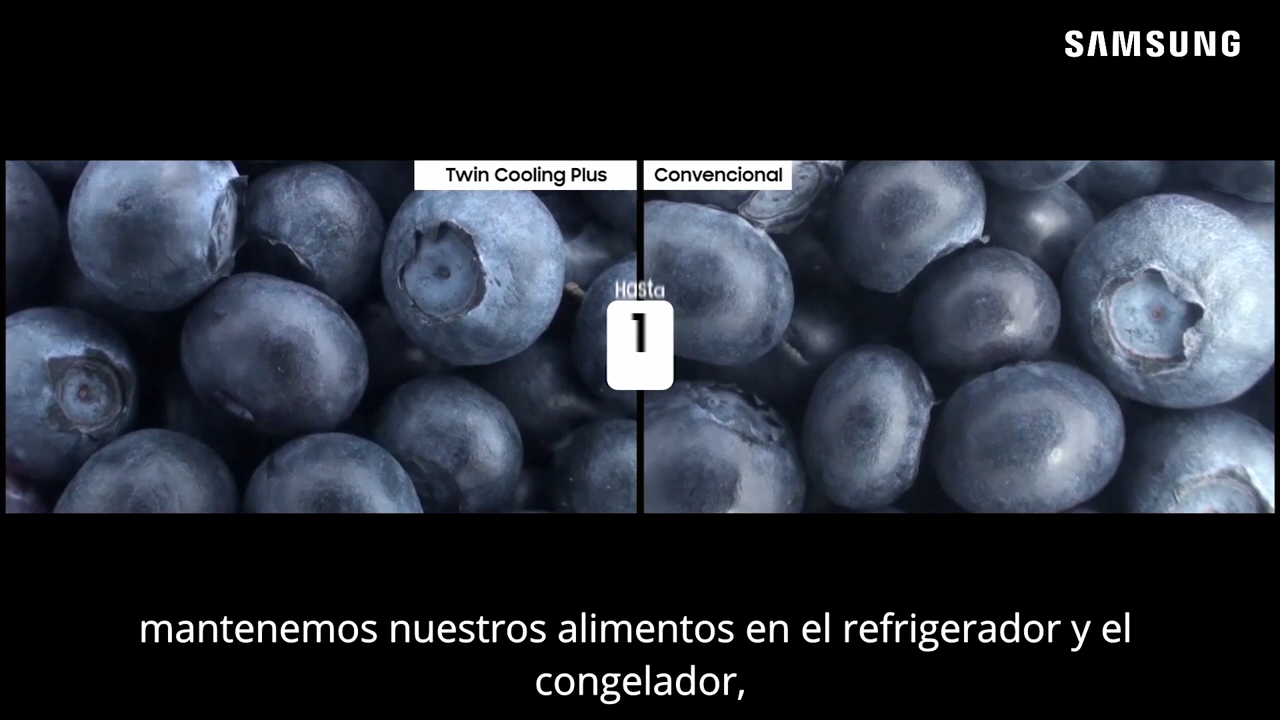 SAMSUNG
Twin Cooling Plus
Convencional
Hasta
1
mantenemos nuestros alimentos en el refrigerador y el
congelador,